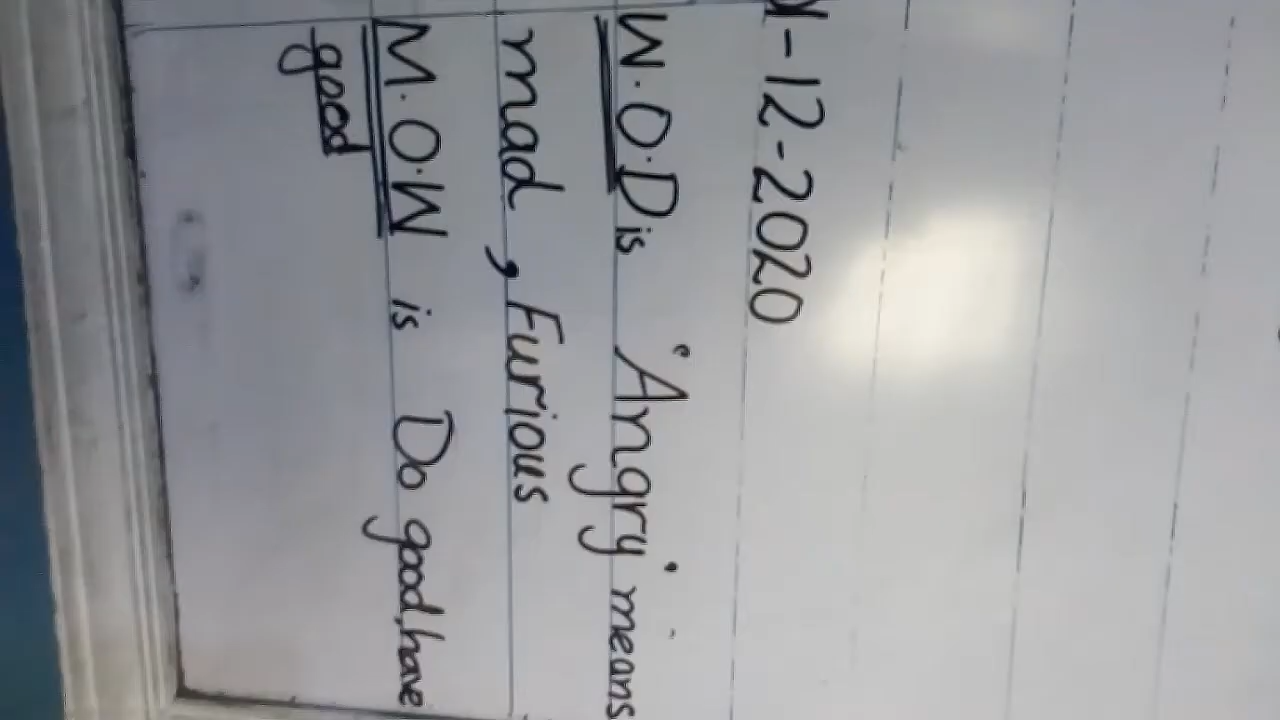 -12-2020
W.O.D is "Angry" means
mad, Furious
M.O.W is Do good, have
good